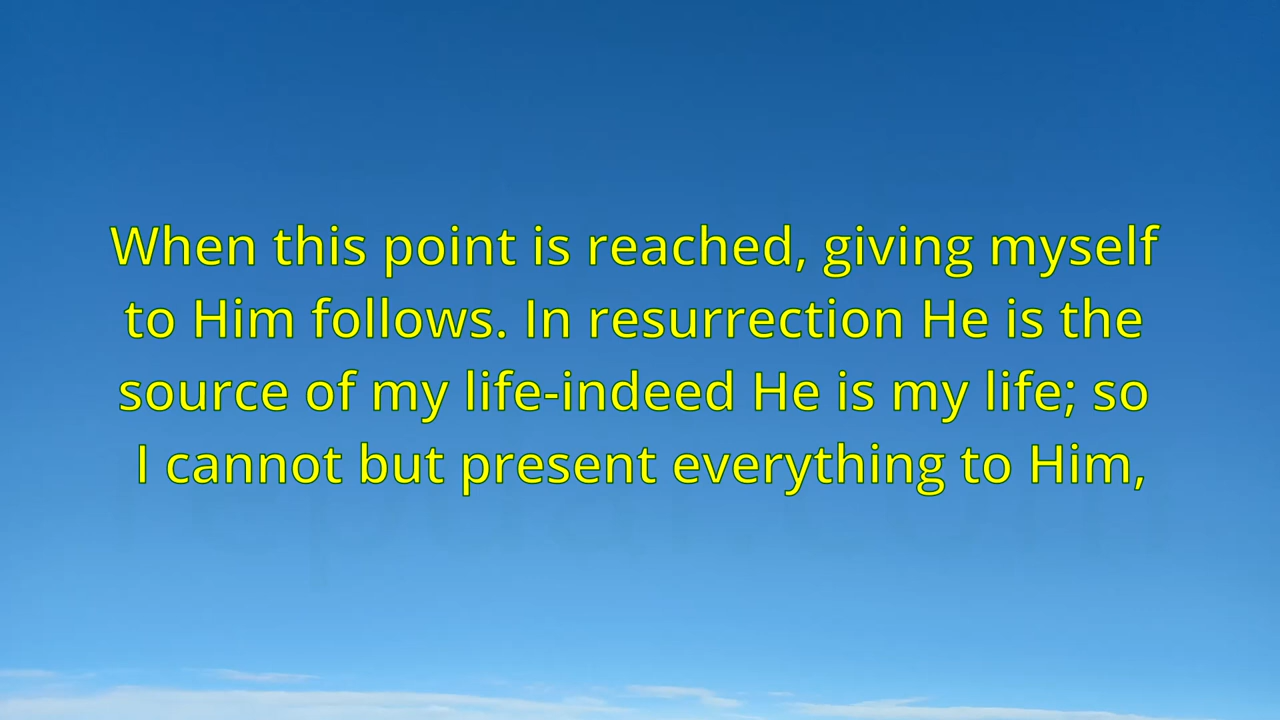 When this point is reached, giving myself
to Him follows. In resurrection He is the
source of my life-indeed He is my life; so
I cannot but present everything to Him,